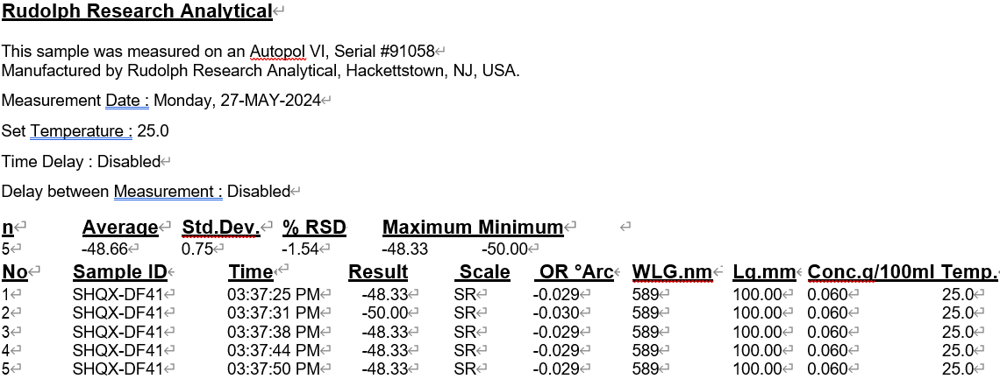 Rudolph Research Analytical
This sample was measured on an Autopol VI, Serial #91058
Manufactured by Rudolph Research Analytical, Hackettstown, NJ, USA.
Measurement Date : Monday, 27-MAY-2024
Set Temperature : 25.0
Time Delay : Disabled
Delay between Measurement : Disabled
n Average Std.Dev. % RSD Maximum Minimum
5 -48.66 0.75 -1.54 -48.33 -50.00
No Sample ID Time Result Scale OR °Arc WLG.nm Lq.mm Conc.g/100ml Temp.
1 SHQX-DF41 03:37:25 PM -48.33 SR -0.029 589 100.00 0.060 25.0
2 SHQX-DF41 03:37:31 PM -50.00 SR -0.030 589 100.00 0.060 25.0
3 SHQX-DF41 03:37:38 PM -48.33 SR -0.029 589 100.00 0.060 25.0
4 SHQX-DF41 03:37:44 PM -48.33 SR -0.029 589 100.00 0.060 25.0
5 SHQX-DF41 03:37:50 PM -48.33 SR -0.029 589 100.00 0.060 25.0